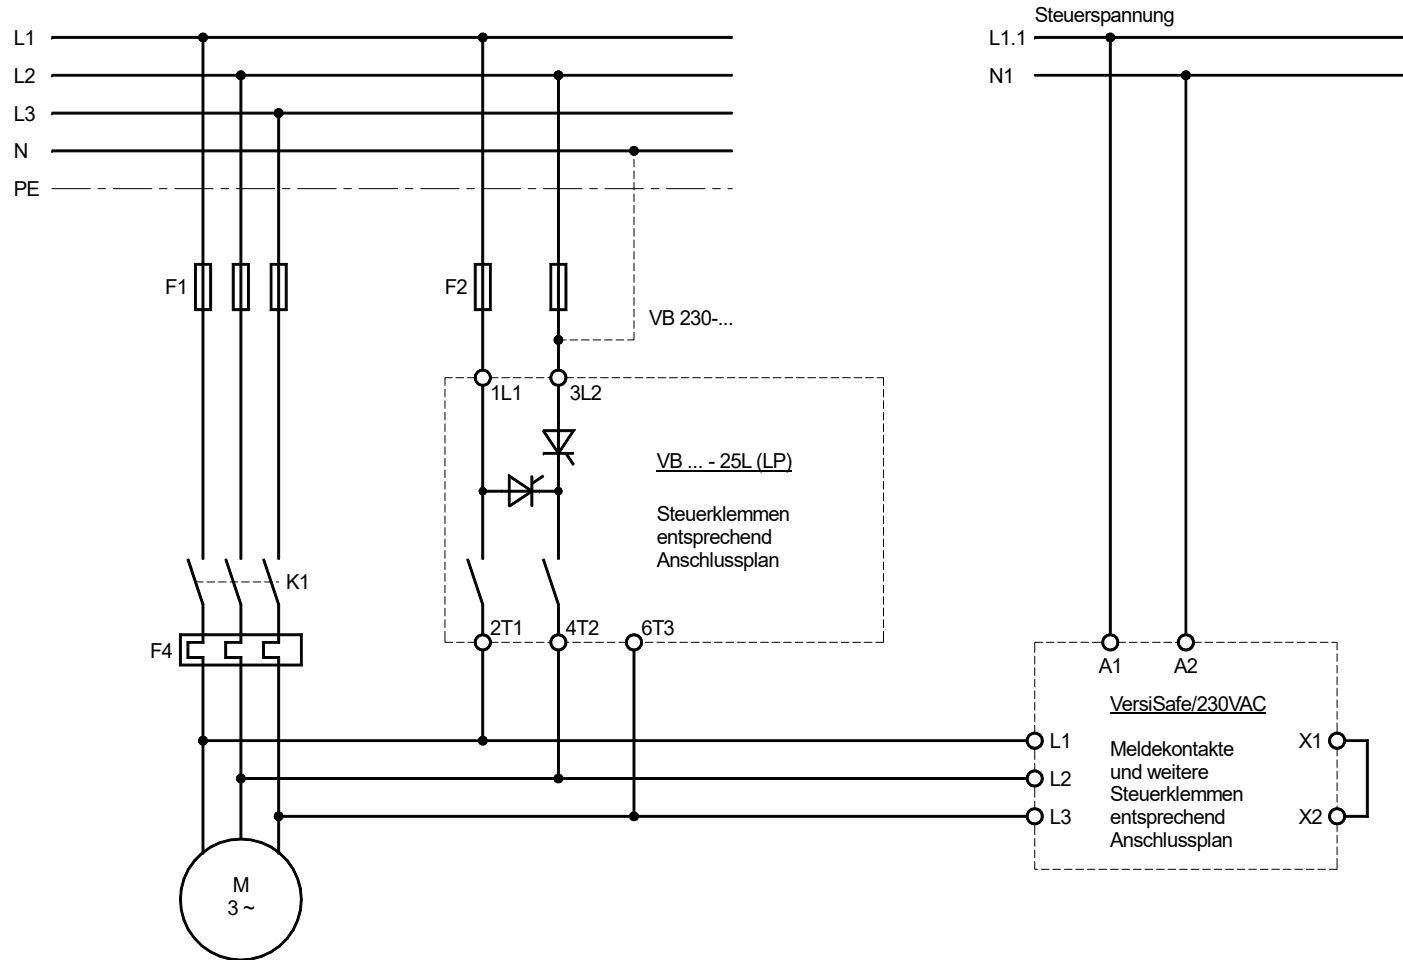 Steuerspannung
L1
L1.1
L2
N1
L3
N
PE
F1
F2
VB 230-...
1L1
3L2
VB ... - 25L (LP)
Steuerklemmen
entsprechend
Anschlussplan
K1
2T1
4T2
6T3
F4
A1
A2
VersiSafe/230VAC
L1
X1
Meldekontakte
und weitere
Steuerklemmen
entsprechend
Anschlussplan
L2
L3
X2
M
3 ~